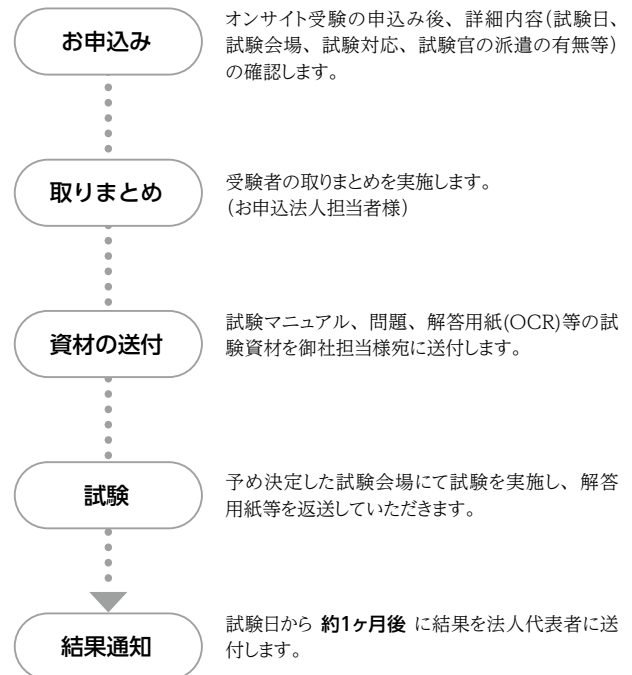 お申込み
オンサイト受験の申込み後、詳細内容(試験日、
試験会場、試験対応、試験官の派遣の有無等)
の確認します。
取りまとめ
受験者の取りまとめを実施します。
(お申込法人担当者様)
資材の送付
試験マニュアル、問題、解答用紙(OCR)等の試
験資材を御社担当様宛に送付します。
試験
予め決定した試験会場にて試験を実施し、解答
用紙等を返送していただきます。
結果通知
試験日から 約1ヶ月後 に結果を法人代表者に送
付します。